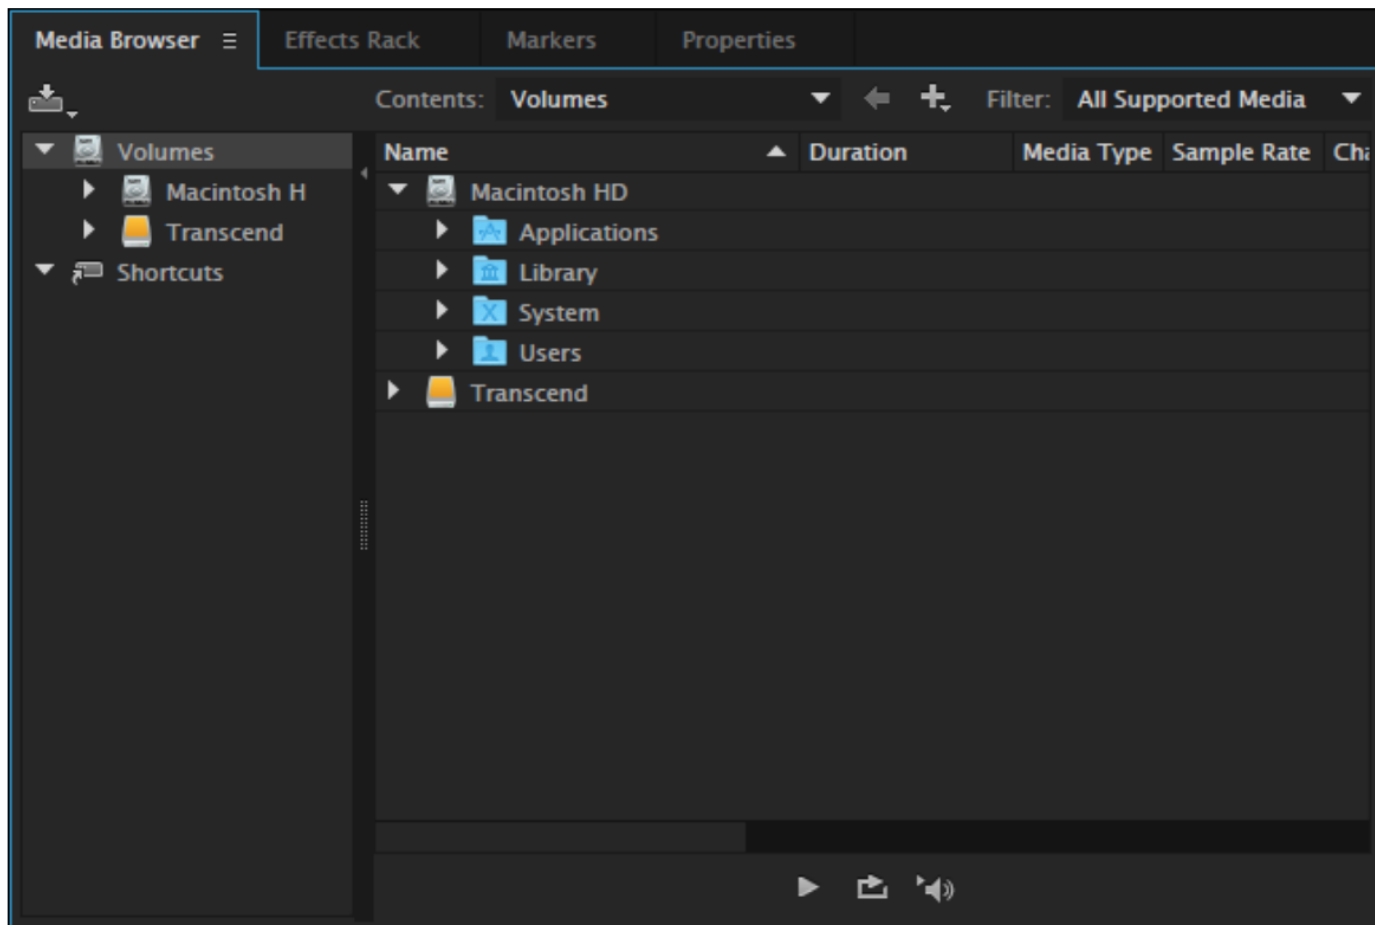 Media Browser Effects Rack Markers Properties
Contents: Volumes Filter: All Supported Media
Volumes
Macintosh H
Transcend
Shortcuts
Name Duration Media Type Sample Rate Cha
Macintosh HD
Applications
Library
System
Users
Transcend